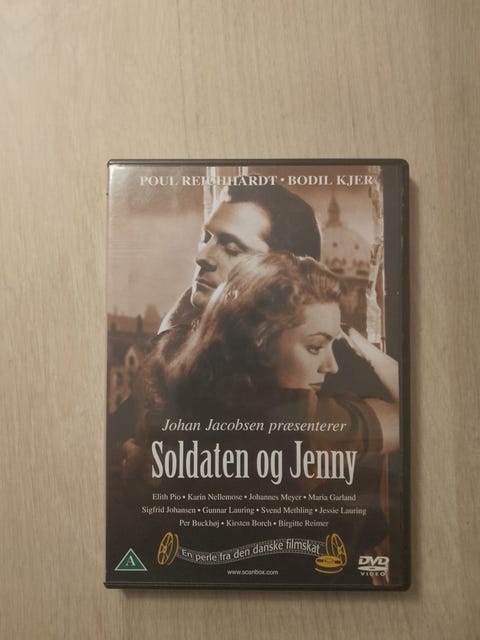 POUL REICHHARDT • BODIL KJER
Johan Jacobsen præsenterer
Soldaten og Jenny
Elith Pio • Karin Nellemose • Johannes Meyer • Maria Garland
Sigfrid Johansen • Gunnar Lauring • Svend Methling • Jessie Lauring
Per Buckhøj • Kirsten Borch • Birgitte Reimer
En perle fra den danske filmskat
A
DVD
VIDEO
www.scanbox.com